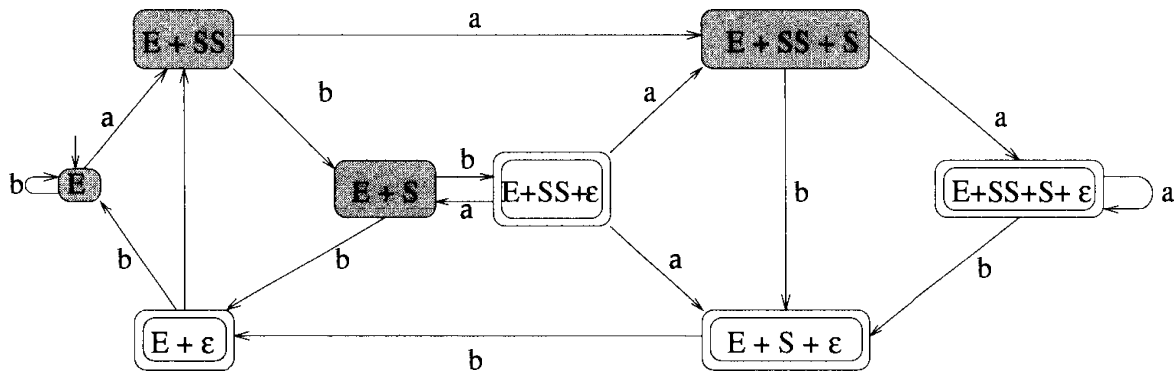 a
E + SS
E + SS + S
b
a
a
a
b
E
b
E + S
a
E+SS+ε
b
E+SS+S+ ε
a
b
b
a
b
E + ε
E + S + ε
b